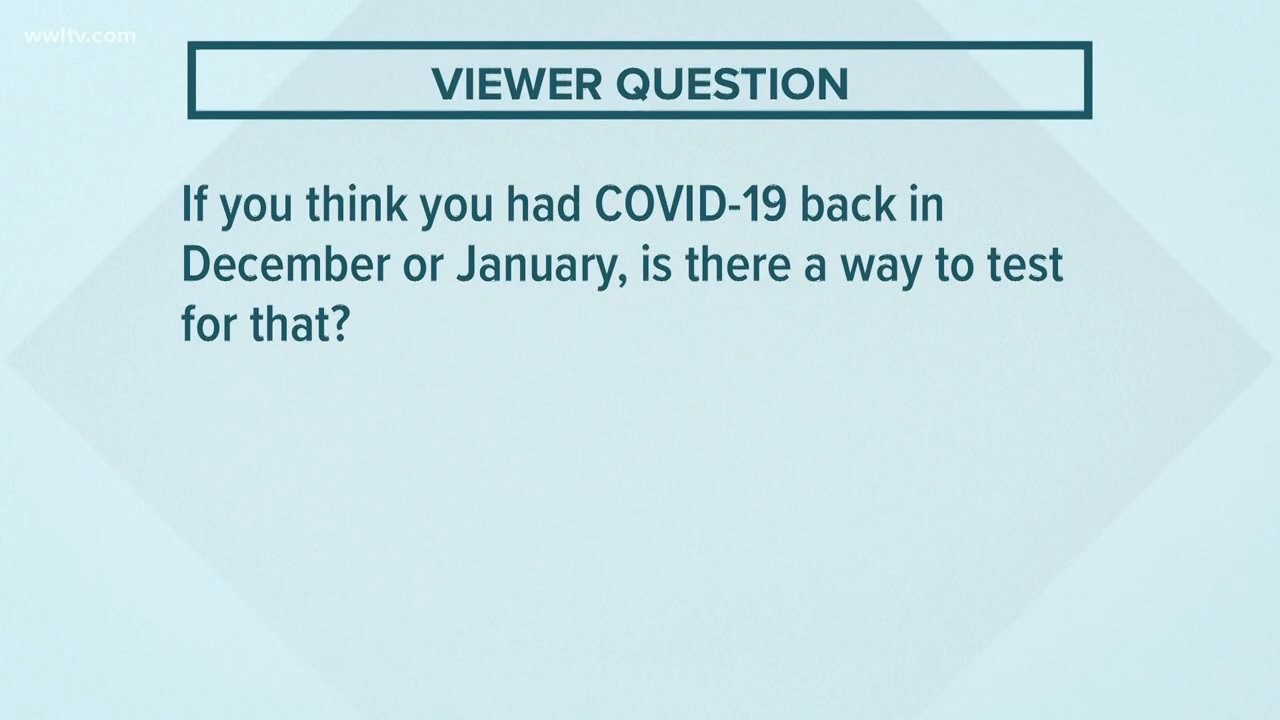 wwltv.com
VIEWER QUESTION
If you think you had COVID-19 back in
December or January, is there a way to test
for that?